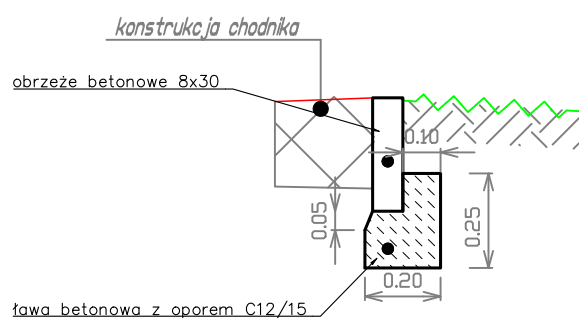 konstrukcja chodnika
obrzeże betonowe 8x30
0.10
0.05
0.25
0.20
ława betonowa z oporem C12/15